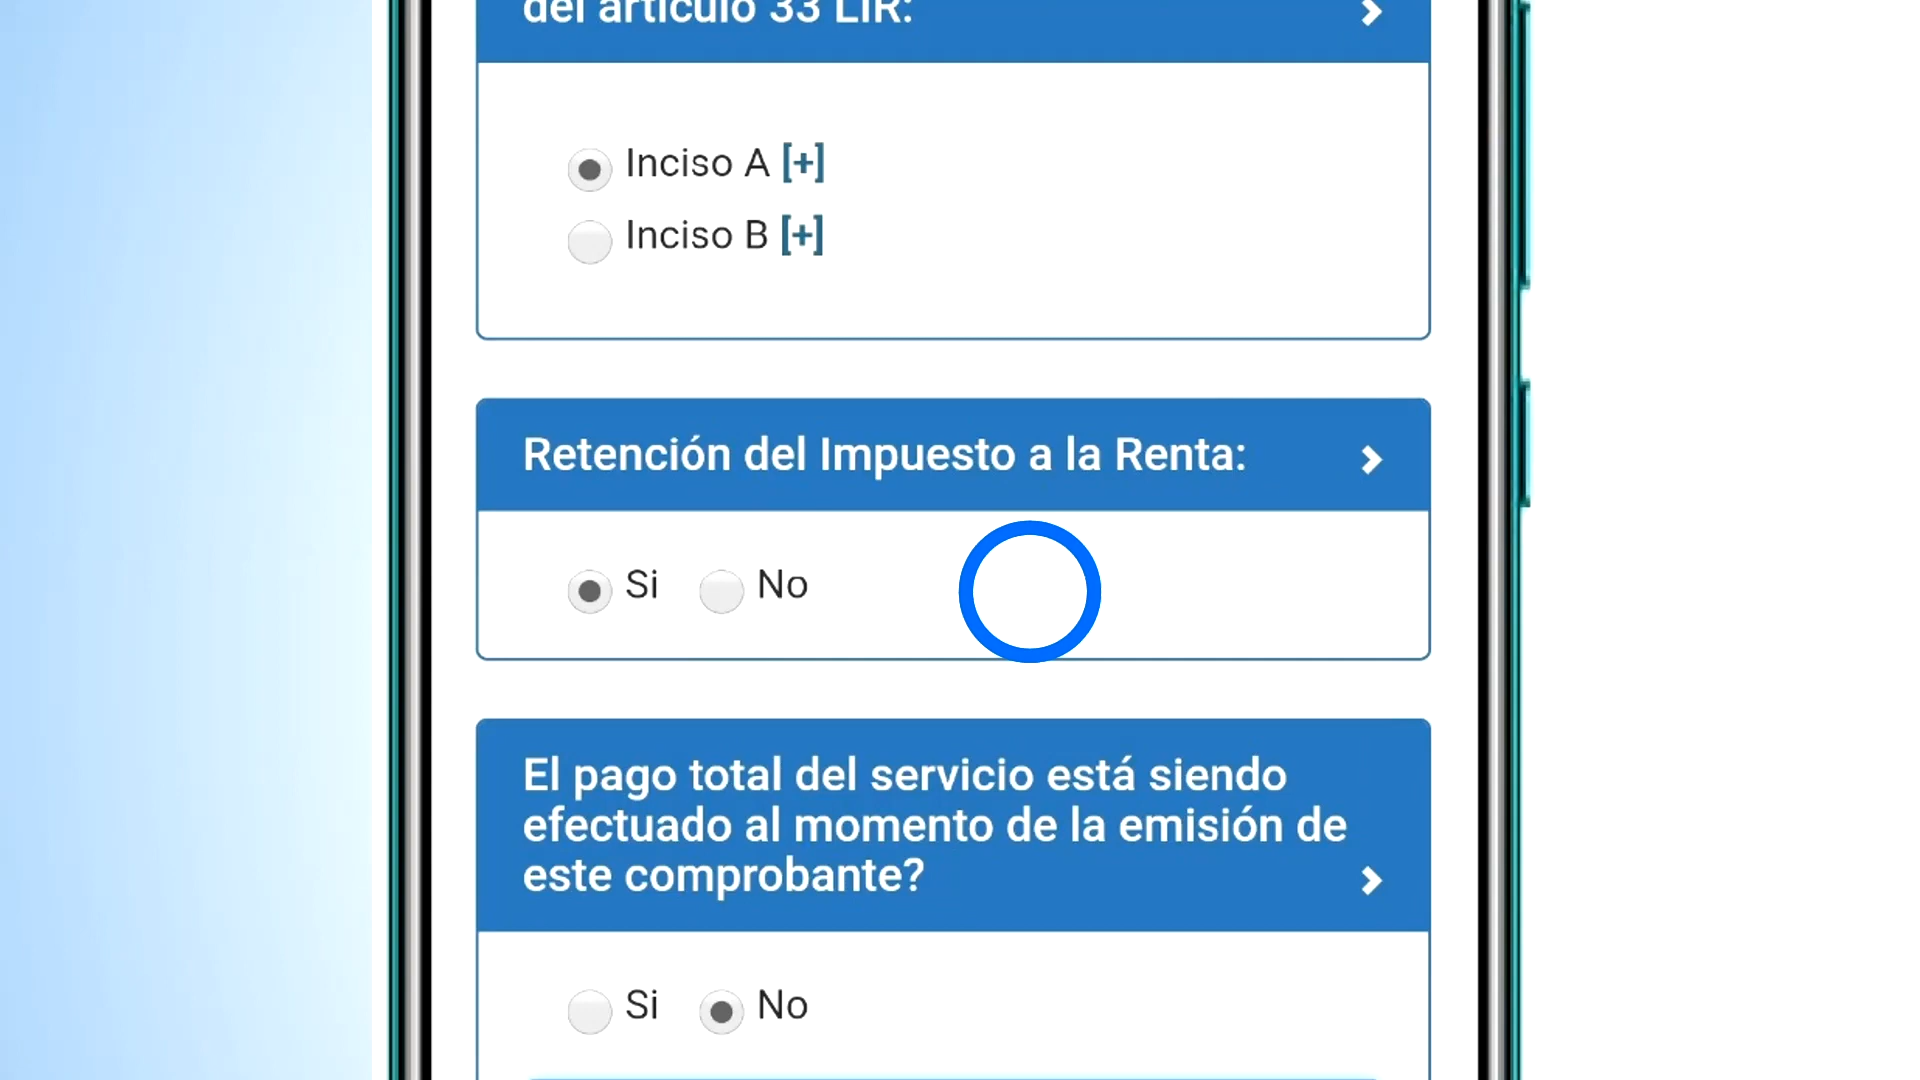 del artículo 33 LIR:
Inciso A [+]
Inciso B [+]
Retención del Impuesto a la Renta:
Si No
El pago total del servicio está siendo
efectuado al momento de la emisión de
este comprobante?
Si No